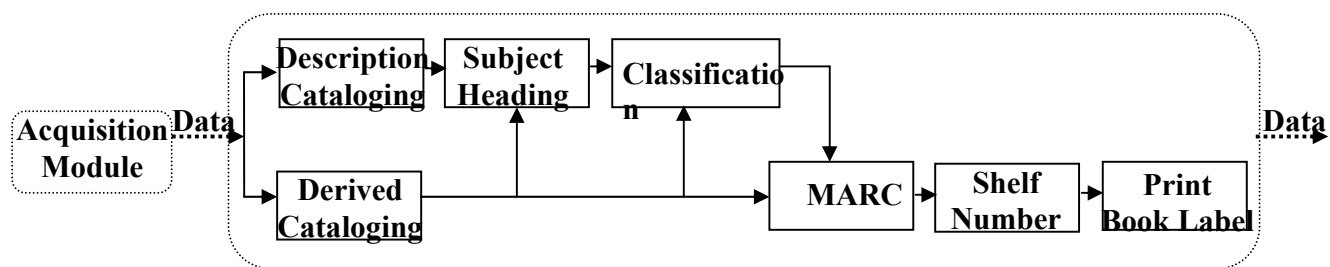 Acquisition
Module
Data
Description
Cataloging
Subject
Heading
Classificatio
n
Derived
Cataloging
MARC
Shelf
Number
Print
Book Label
Data